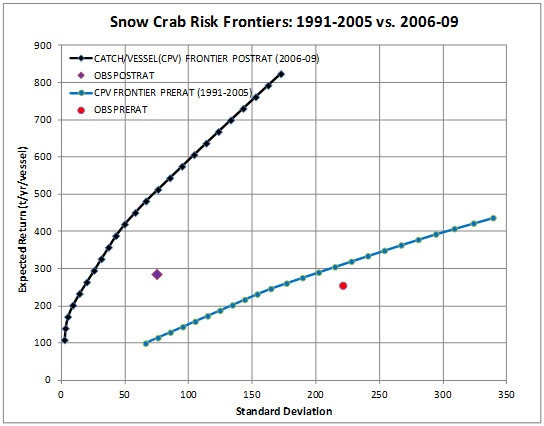 Snow Crab Risk Frontiers: 1991-2005 vs. 2006-09
900
800
700
600
500
400
300
200
100
0
Expected Return (t/yr/vessel)
CATCH/VESSEL(CPV) FRONTIER POSTRAT (2006-09)
OBSPOSTRAT
CPV FRONTIER PRERAT (1991-2005)
OBSPRERAT
0 50 100 150 200 250 300 350
Standard Deviation